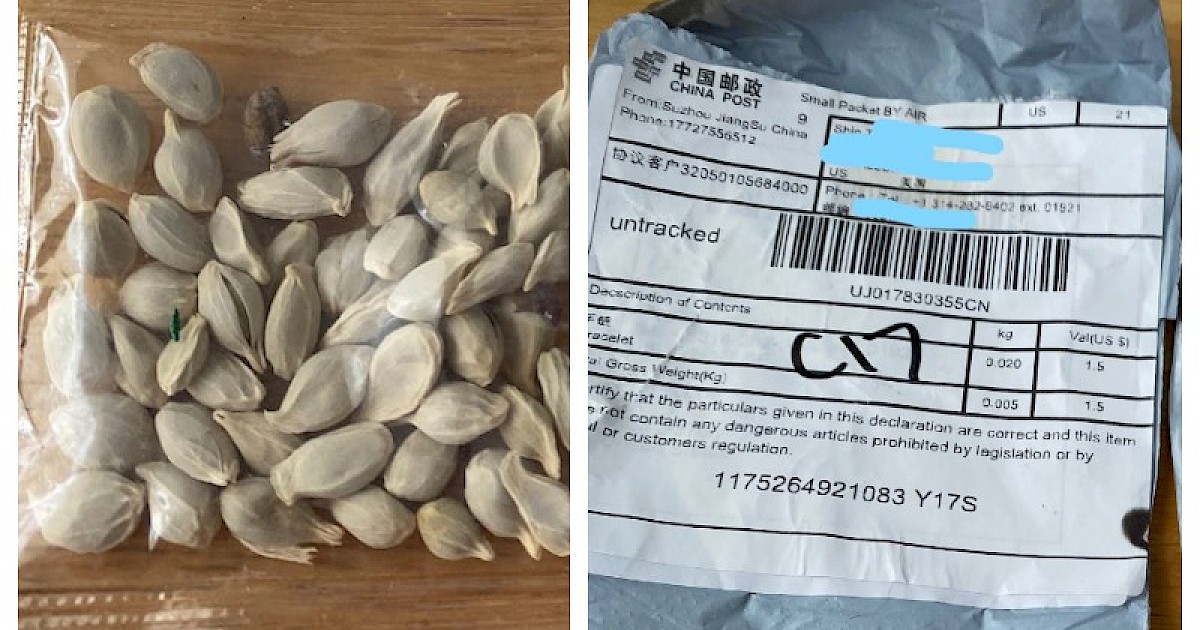 中国邮政
CHINA POST
Small Packet BY AIR
US
21
From:Suzhou JiangSu China
9
Phone:17727556512
US
协议客户32050105684000
untracked
UJ017830355CN
Description of Contents
kg
Val(US $)
racelet
0.020
1.5
al Gross Weight(Kg)
0.005
1.5
CN7
rtify that the particulars given in this declaration are correct and this item
not contain any dangerous articles prohibited by legislation or by
or customers regulation.
1175264921083 Y17S